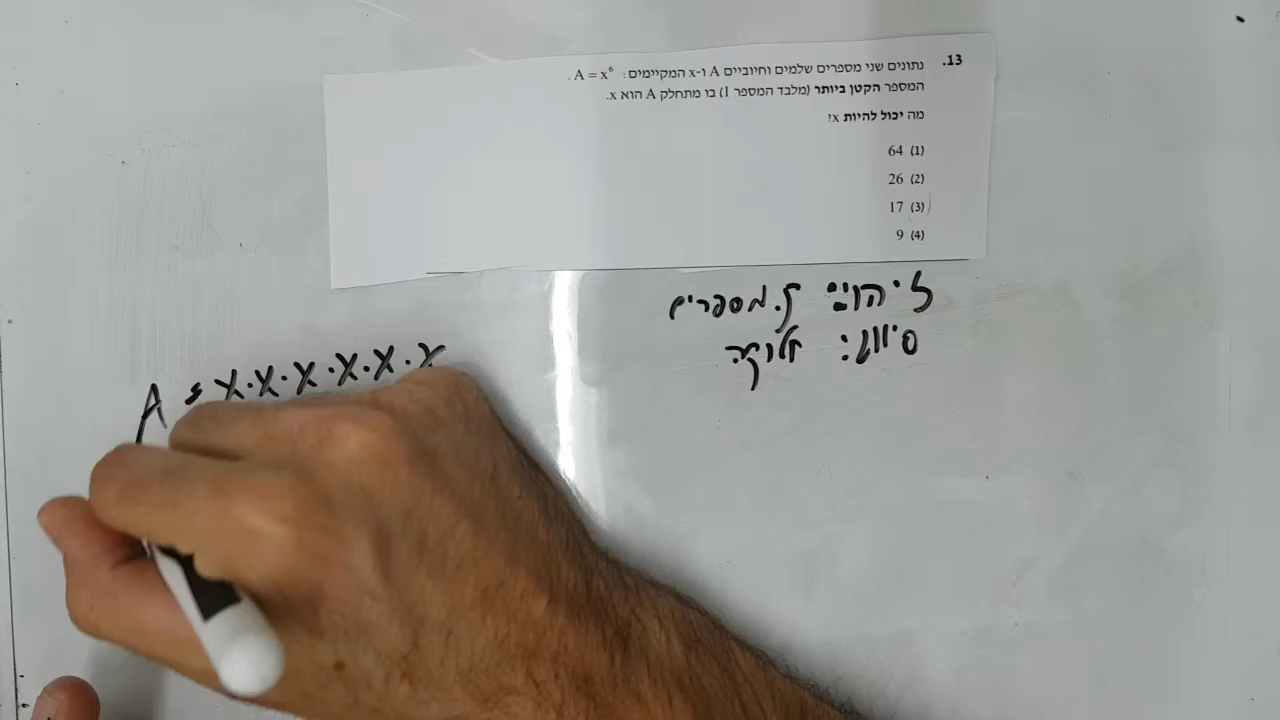 .13 נתונים שני מספרים שלמים וחיוביים A ו-x המקיימים: A = x⁶.
המספר הקטן ביותר (מלבד המספר 1) בו מתחלק A הוא x.
מה יכול להיות x?
(1) 64
(2) 26
(3) 17
(4) 9
זיהוי: ת. מספרים
סיווג: חלוקה
A = x·x·x·x·x·x